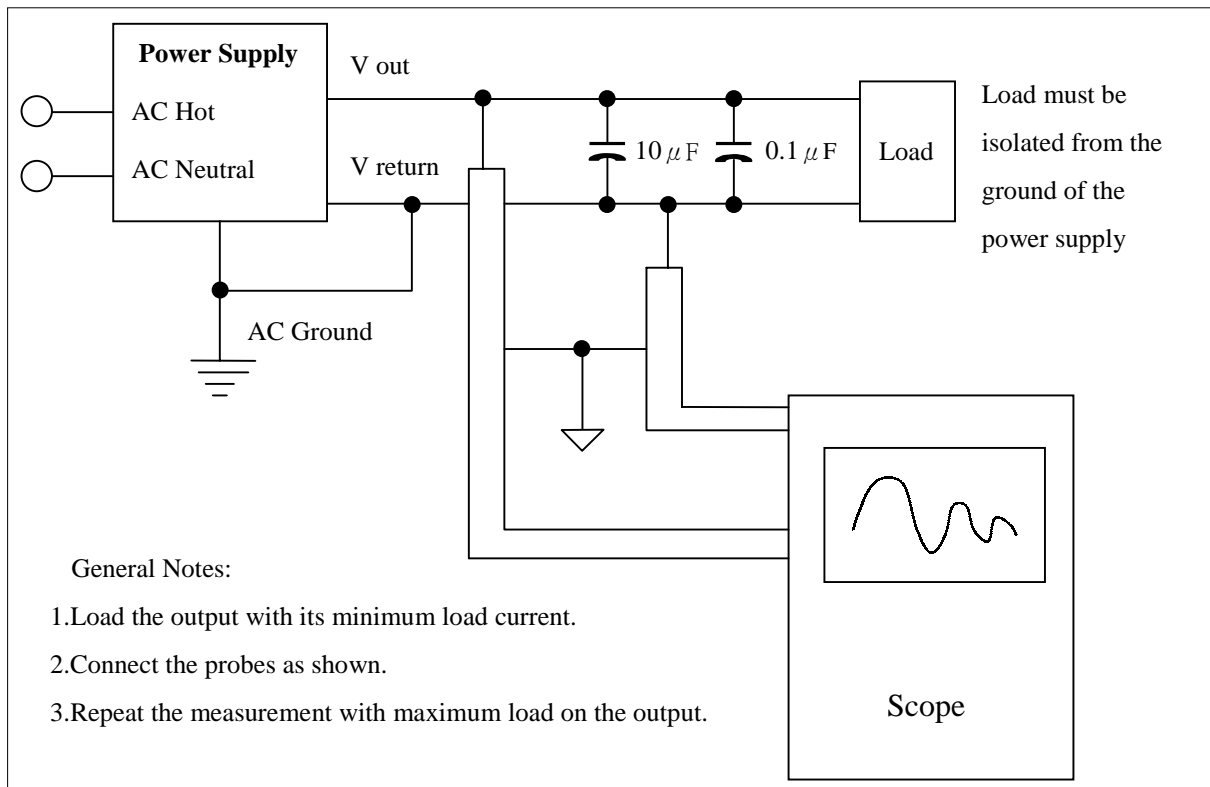 Power Supply
AC Hot
AC Neutral
V out
V return
10μF
0.1μF
Load
Load must be
isolated from the
ground of the
power supply
AC Ground
General Notes:
1.Load the output with its minimum load current.
2.Connect the probes as shown.
3.Repeat the measurement with maximum load on the output.
Scope